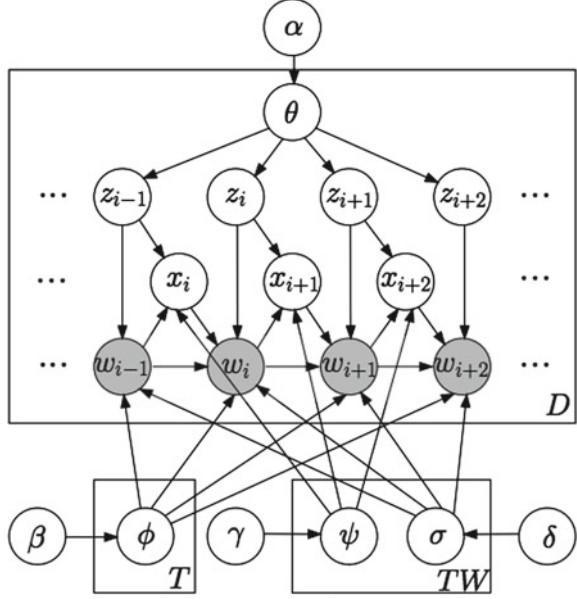 α
θ
··· z_{i-1} z_i z_{i+1} z_{i+2} ···
··· x_i x_{i+1} x_{i+2} ···
··· w_{i-1} w_i w_{i+1} w_{i+2} ···
D
β ϕ γ ψ σ δ
T TW